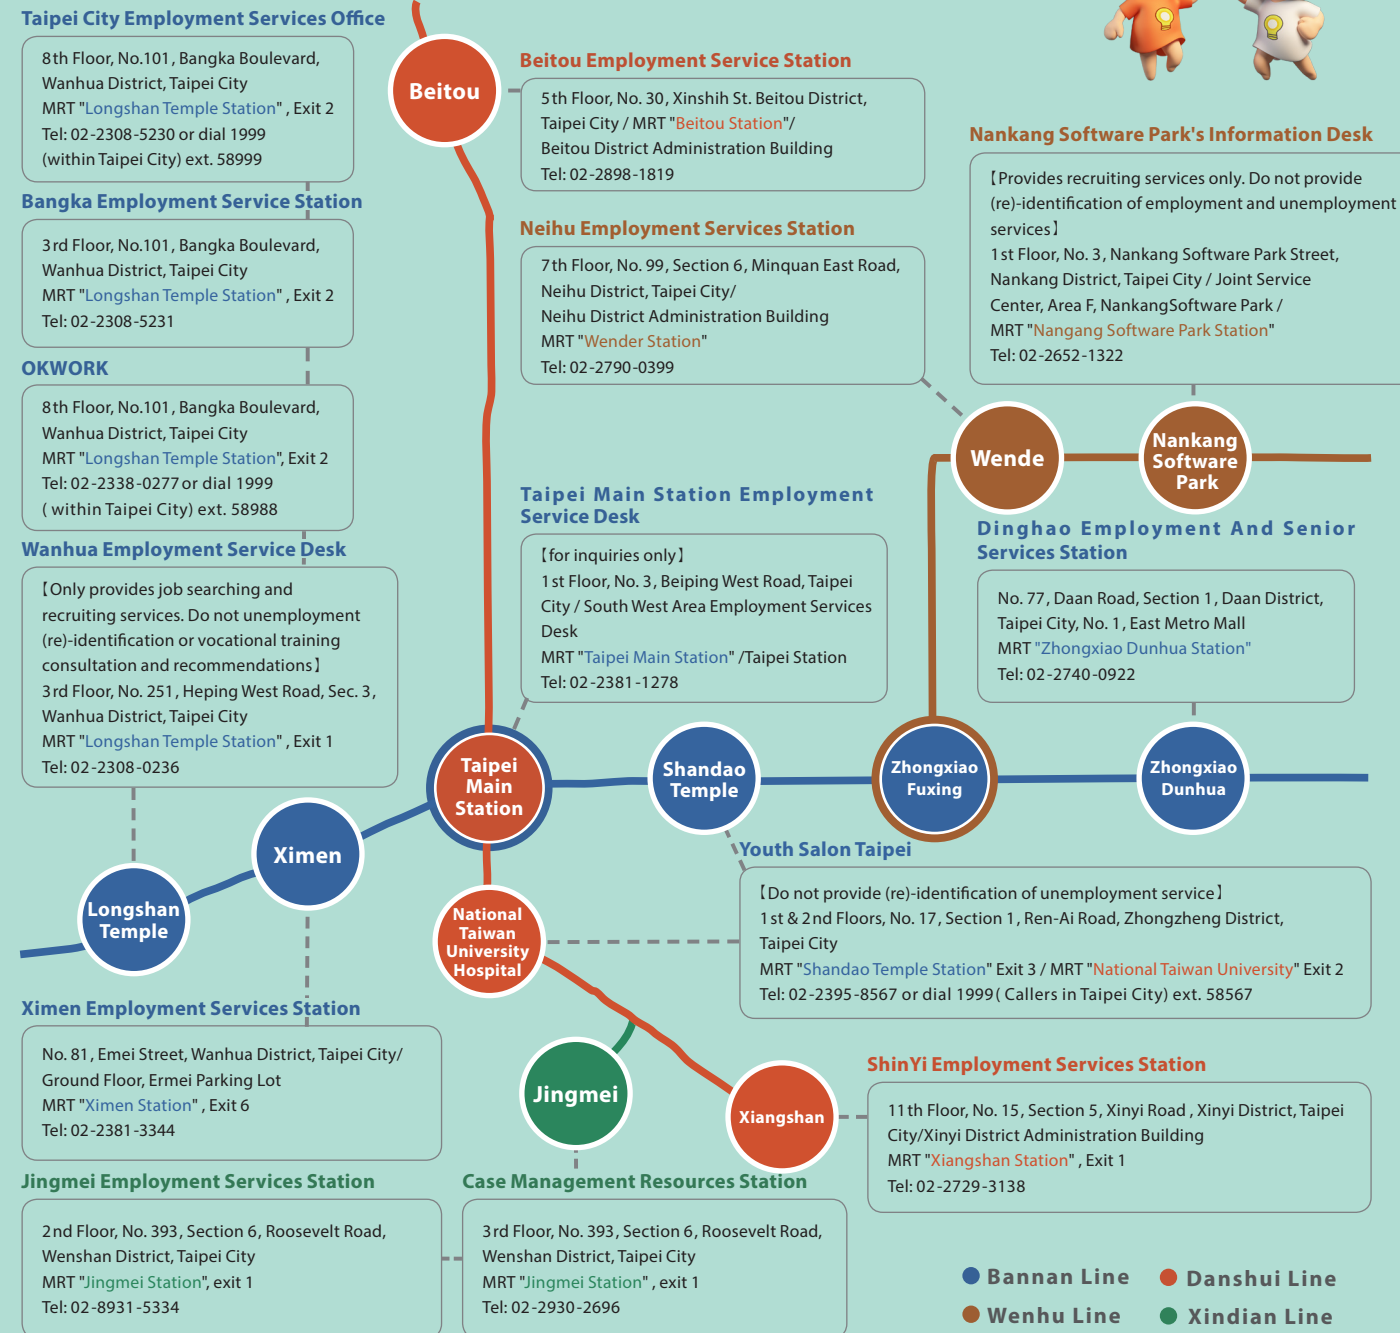 Taipei City Employment Services Office
8th Floor, No.101, Bangka Boulevard,
Wanhua District, Taipei City
MRT "Longshan Temple Station" , Exit 2
Tel: 02-2308-5230 or dial 1999
(within Taipei City) ext. 58999
Bangka Employment Service Station
3rd Floor, No.101, Bangka Boulevard,
Wanhua District, Taipei City
MRT "Longshan Temple Station" , Exit 2
Tel: 02-2308-5231
OKWORK
8th Floor, No.101, Bangka Boulevard,
Wanhua District, Taipei City
MRT "Longshan Temple Station", Exit 2
Tel: 02-2338-0277 or dial 1999
( within Taipei City) ext. 58988
Wanhua Employment Service Desk
【Only provides job searching and
recruiting services. Do not unemployment
(re)-identification or vocational training
consultation and recommendations】
3rd Floor, No. 251, Heping West Road, Sec. 3,
Wanhua District, Taipei City
MRT "Longshan Temple Station" , Exit 1
Tel: 02-2308-0236
Beitou
Beitou Employment Service Station
5th Floor, No. 30, Xinshih St. Beitou District,
Taipei City / MRT "Beitou Station"/
Beitou District Administration Building
Tel: 02-2898-1819
Neihu Employment Services Station
7th Floor, No. 99, Section 6, Minquan East Road,
Neihu District, Taipei City/
Neihu District Administration Building
MRT "Wender Station"
Tel: 02-2790-0399
Nankang Software Park's Information Desk
【Provides recruiting services only. Do not provide
(re)-identification of employment and unemployment
services】
1st Floor, No. 3, Nankang Software Park Street,
Nankang District, Taipei City / Joint Service
Center, Area F, NankangSoftware Park /
MRT "Nangang Software Park Station"
Tel: 02-2652-1322
Wende
Nankang
Software
Park
Taipei Main Station Employment
Service Desk
【for inquiries only】
1st Floor, No. 3, Beiping West Road, Taipei
City / South West Area Employment Services
Desk
MRT "Taipei Main Station" /Taipei Station
Tel: 02-2381-1278
Dinghao Employment And Senior
Services Station
No. 77, Daan Road, Section 1, Daan District,
Taipei City, No. 1, East Metro Mall
MRT "Zhongxiao Dunhua Station"
Tel: 02-2740-0922
Taipei
Main
Station
Shandao
Temple
Zhongxiao
Fuxing
Zhongxiao
Dunhua
Ximen
Longshan
Temple
National
Taiwan
University
Hospital
Youth Salon Taipei
【Do not provide (re)-identification of unemployment service】
1st & 2nd Floors, No. 17, Section 1, Ren-Ai Road, Zhongzheng District,
Taipei City
MRT "Shandao Temple Station" Exit 3 / MRT "National Taiwan University" Exit 2
Tel: 02-2395-8567 or dial 1999( Callers in Taipei City) ext. 58567
Ximen Employment Services Station
No. 81, Emei Street, Wanhua District, Taipei City/
Ground Floor, Ermei Parking Lot
MRT "Ximen Station" , Exit 6
Tel: 02-2381-3344
Jingmei
Xiangshan
ShinYi Employment Services Station
11th Floor, No. 15, Section 5, Xinyi Road , Xinyi District, Taipei
City/Xinyi District Administration Building
MRT "Xiangshan Station" , Exit 1
Tel: 02-2729-3138
Jingmei Employment Services Station
2nd Floor, No. 393, Section 6, Roosevelt Road,
Wenshan District, Taipei City
MRT "Jingmei Station", exit 1
Tel: 02-8931-5334
Case Management Resources Station
3rd Floor, No. 393, Section 6, Roosevelt Road,
Wenshan District, Taipei City
MRT "Jingmei Station" , exit 1
Tel: 02-2930-2696
Bannan Line
Danshui Line
Wenhu Line
Xindian Line